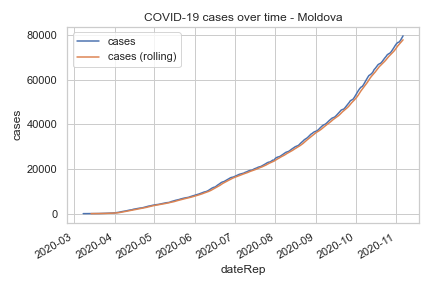 COVID-19 cases over time - Moldova
cases
cases (rolling)
80000
60000
40000
20000
0
cases
2020-03
2020-04
2020-05
2020-06
2020-07
2020-08
2020-09
2020-10
2020-11
dateRep